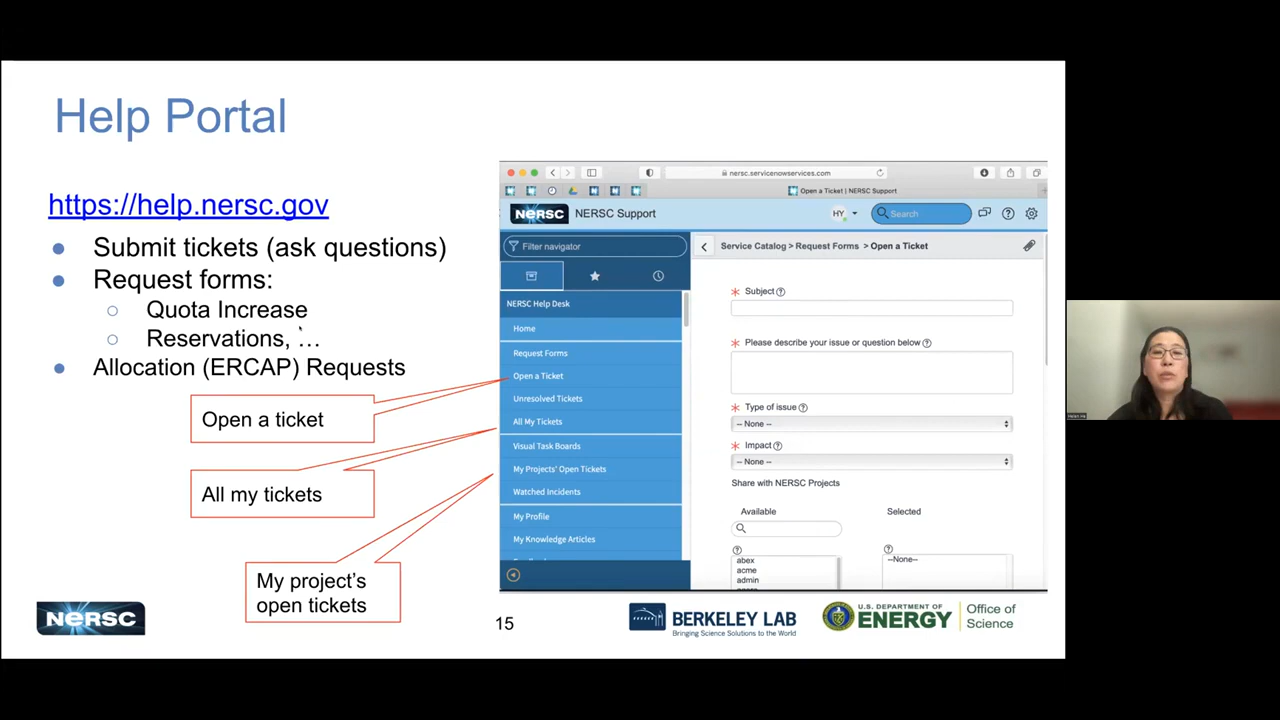 Help Portal
https://help.nersc.gov
● Submit tickets (ask questions)
● Request forms:
○ Quota Increase
○ Reservations, …
● Allocation (ERCAP) Requests
Open a ticket
All my tickets
My project’s
open tickets
nersc.servicenowservices.com
Open a Ticket | NERSC Support
NERSC
NERSC Support
HY
Search
Filter navigator
NERSC Help Desk
Home
Request Forms
Open a Ticket
Unresolved Tickets
All My Tickets
Visual Task Boards
My Projects' Open Tickets
Watched Incidents
My Profile
My Knowledge Articles
Service Catalog > Request Forms > Open a Ticket
Subject
Please describe your issue or question below
Type of issue
-- None --
Impact
-- None --
Share with NERSC Projects
Available
Selected
abex
acme
admin
--None--
NERSC
15
BERKELEY LAB
Bringing Science Solutions to the World
U.S. DEPARTMENT OF
ENERGY
Office of
Science